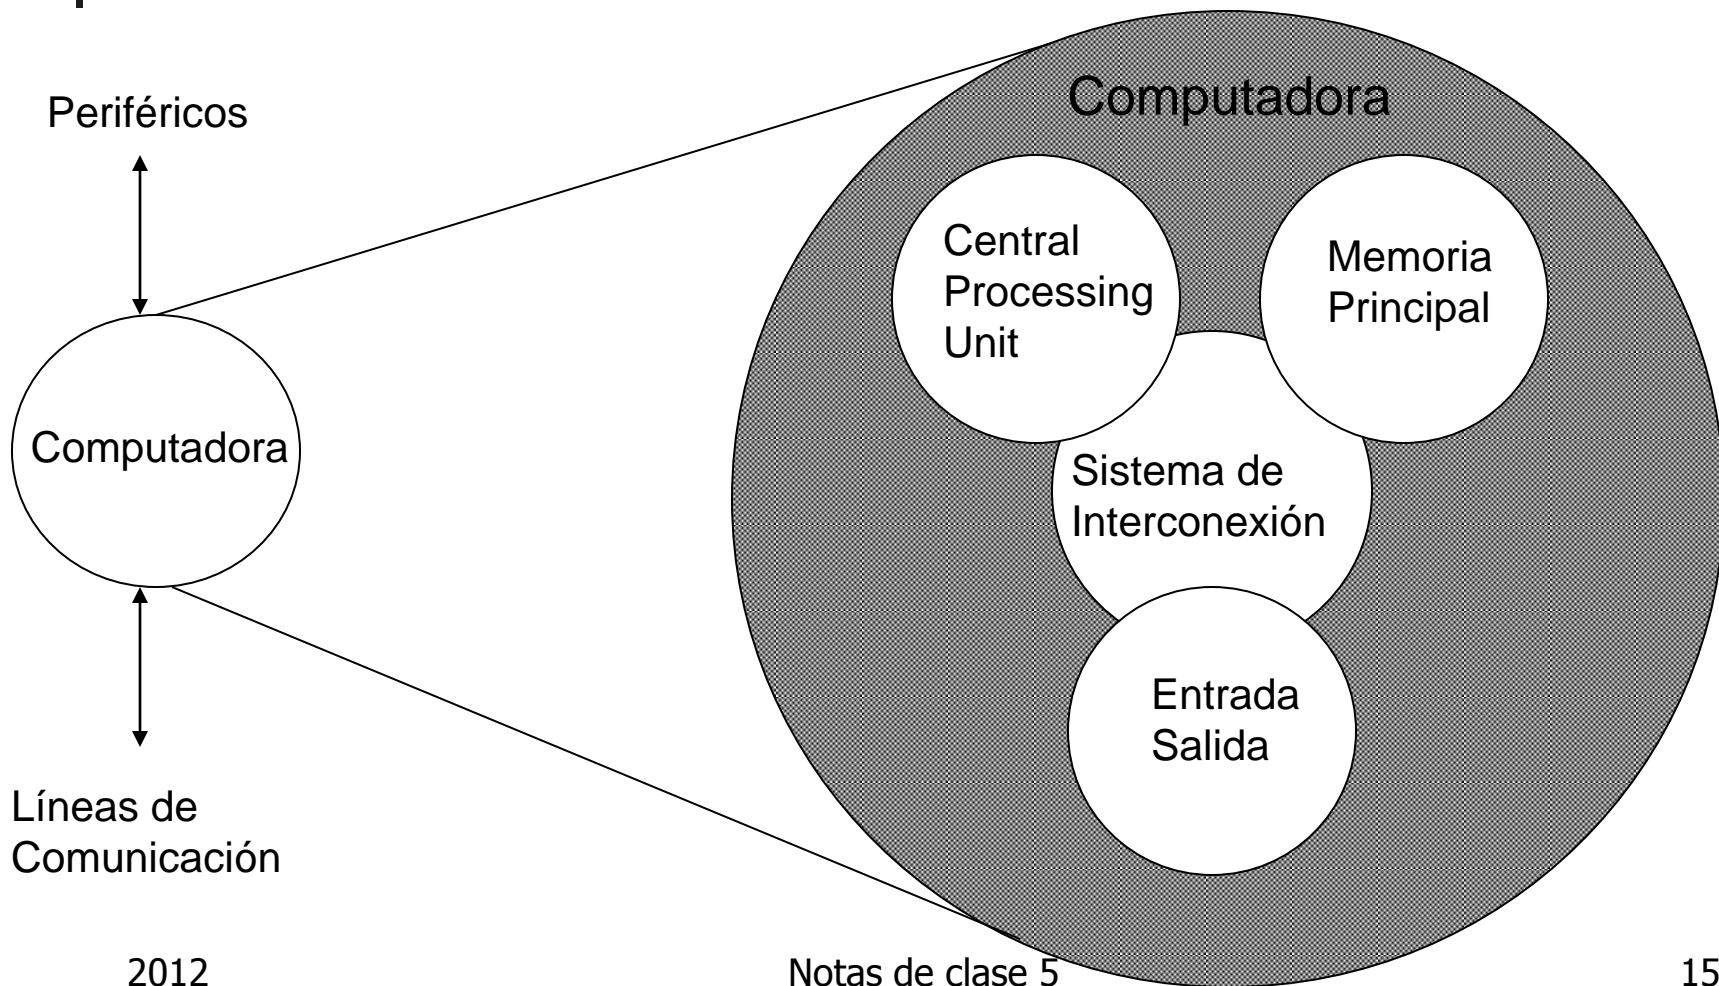 Periféricos
Computadora
Líneas de
Comunicación
Computadora
Central
Processing
Unit
Memoria
Principal
Sistema de
Interconexión
Entrada
Salida
2012
Notas de clase 5
15